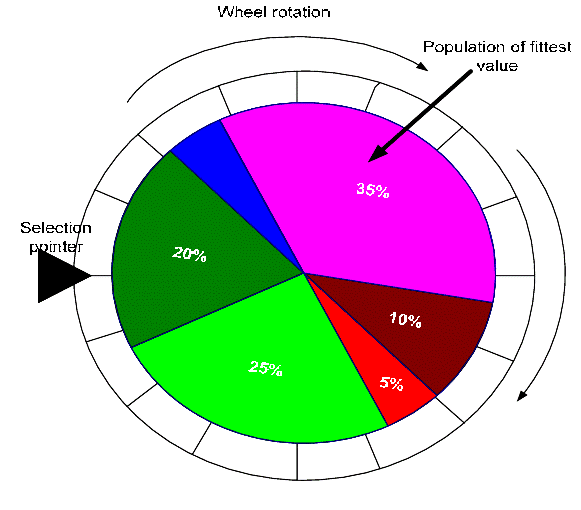 Wheel rotation
Population of fittest
value
35%
Selection
pointer
20%
10%
25%
5%